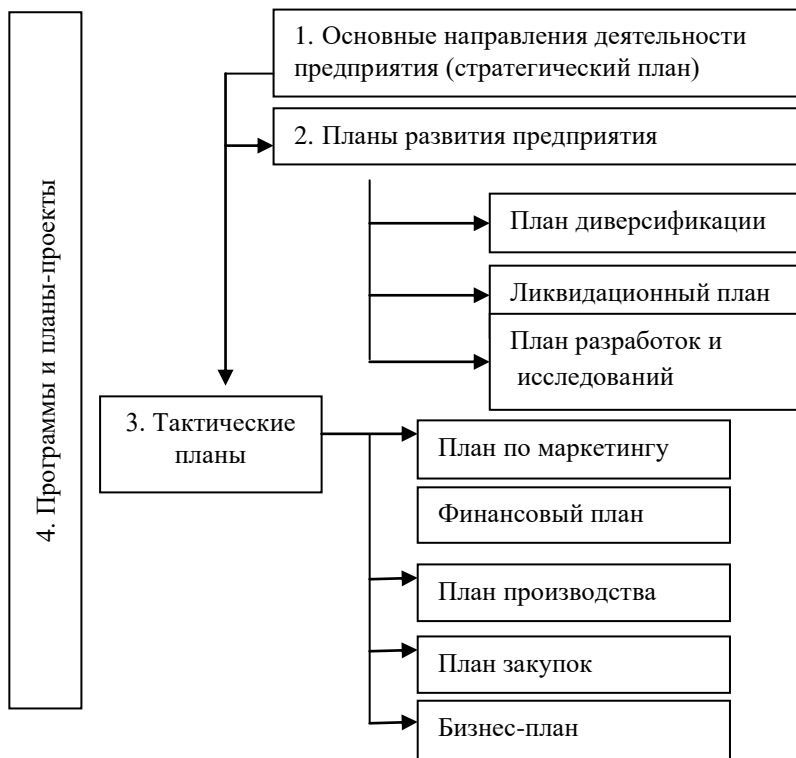 1. Основные направления деятельности
предприятия (стратегический план)
2. Планы развития предприятия
План диверсификации
Ликвидационный план
План разработок и
исследований
3. Тактические
планы
План по маркетингу
Финансовый план
План производства
План закупок
Бизнес-план
4. Программы и планы-проекты